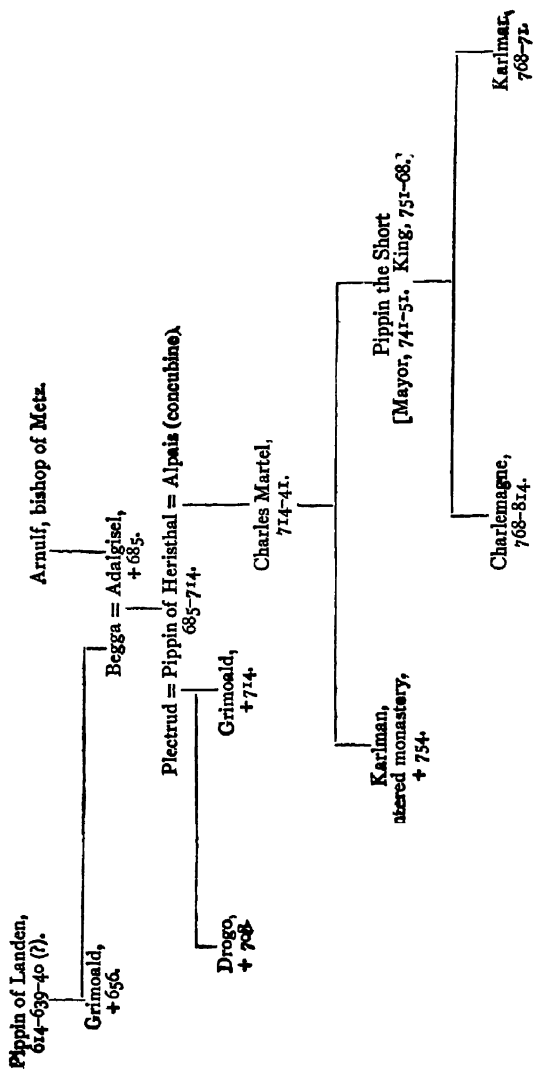 Pippin of Landen,
614-639-40 (?).
Arnulf, bishop of Metz.
Grimoald,
+656.
Begga = Adalgisel,
+685.
Plectrud = Pippin of Heristhal = Alpais (concubine).
685-714.
Drogo,
+ 708.
Grimoald,
+714.
Charles Martel,
714-41.
Karlman,
entered monastery,
+ 754.
Pippin the Short
[Mayor, 741-51. King, 751-68.]
Charlemagne,
768-814.
Karlman,
768-71.